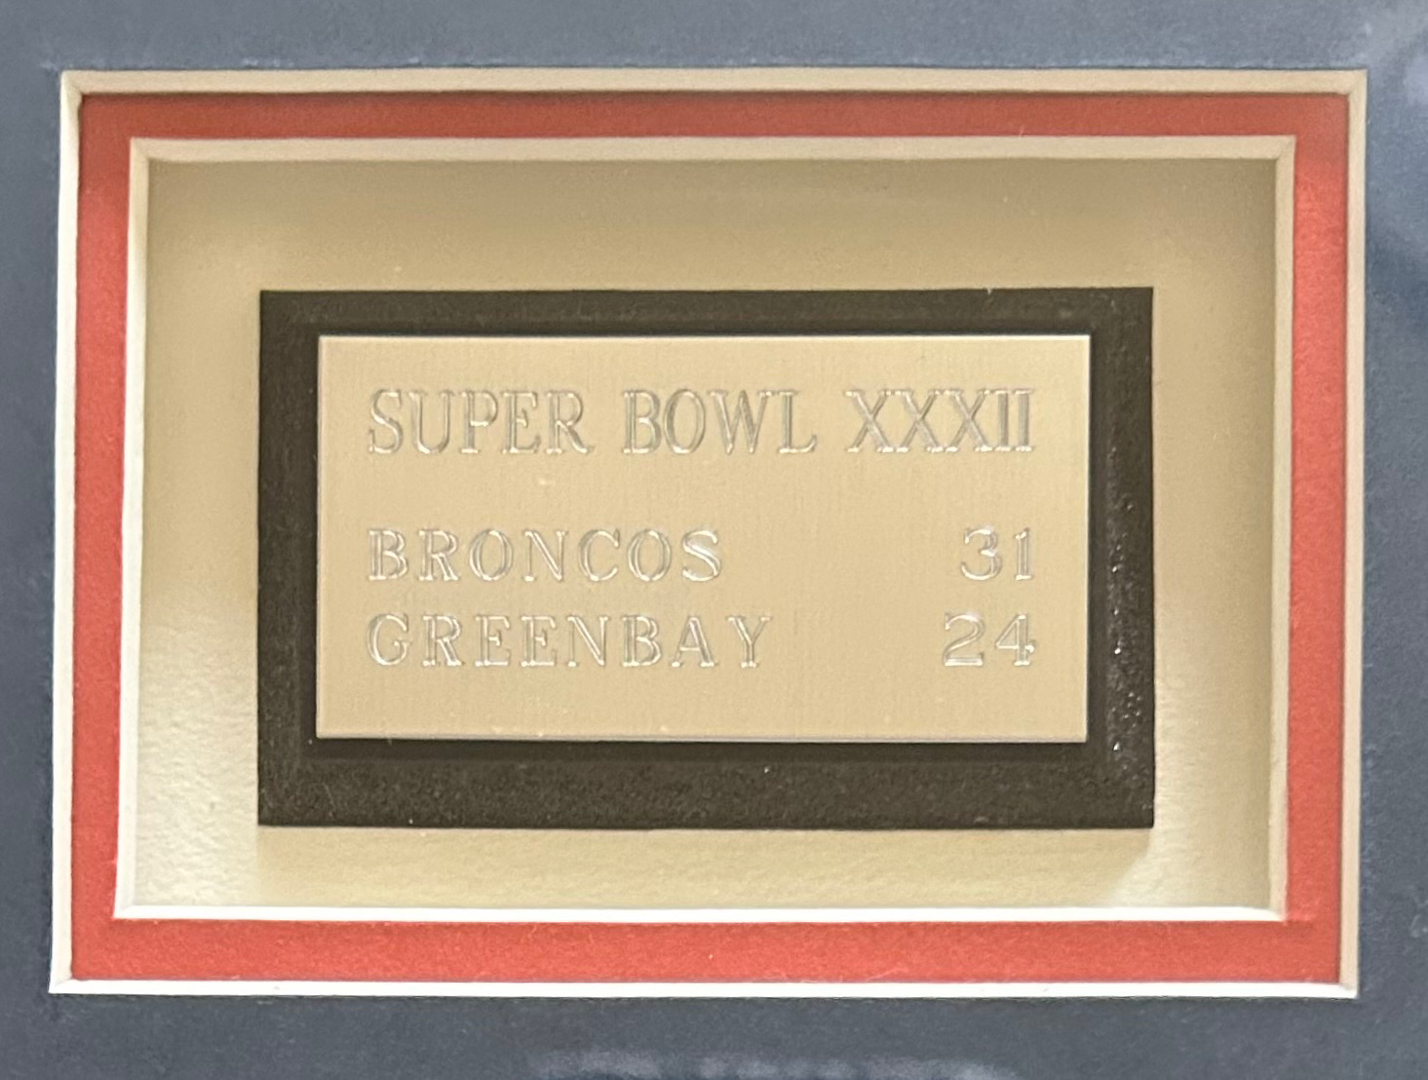 SUPER BOWL XXXII
BRONCOS 31
GREENBAY 24